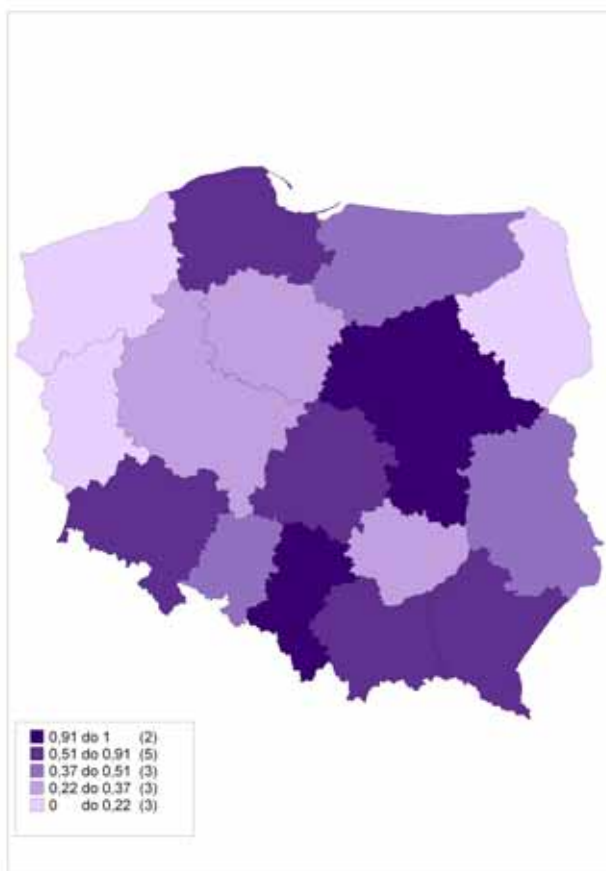 0,91 do 1 (2)
0,51 do 0,91 (5)
0,37 do 0,51 (3)
0,22 do 0,37 (3)
0 do 0,22 (3)